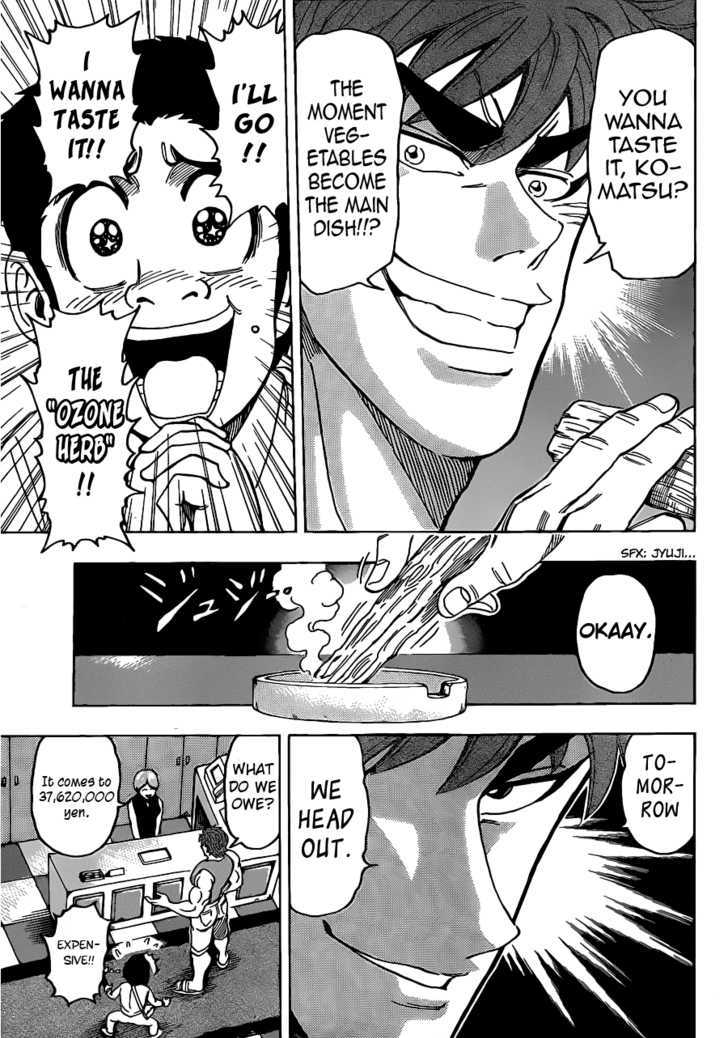 YOU
WANNA
TASTE
IT, KO-
MATSU?
THE
MOMENT
VEG-
ETABLES
BECOME
THE MAIN
DISH!!?
I'LL
GO
!!
I
WANNA
TASTE
IT!!
THE
"OZONE
HERB"
!!
SFX: JYUJI...
OKAAY.
ジュジ
TO-
MOR-
ROW
WE
HEAD
OUT.
WHAT
DO WE
OWE?
It comes to
37,620,000
yen.
EXPEN-
SIVE!!